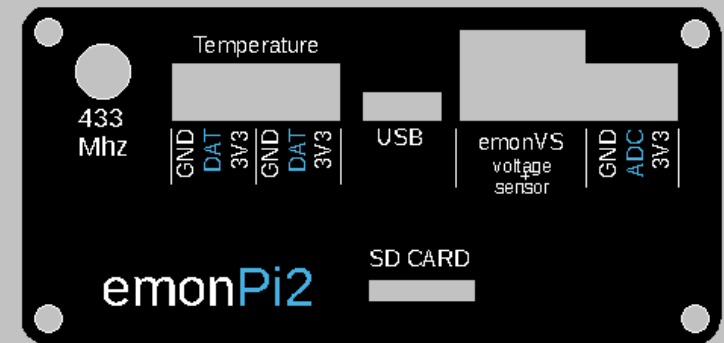 Temperature
433
Mhz
GND DAT 3V3 GND DAT 3V3
USB
emonVS
voltage
+
sensor
GND ADC 3V3
SD CARD
emonPi2